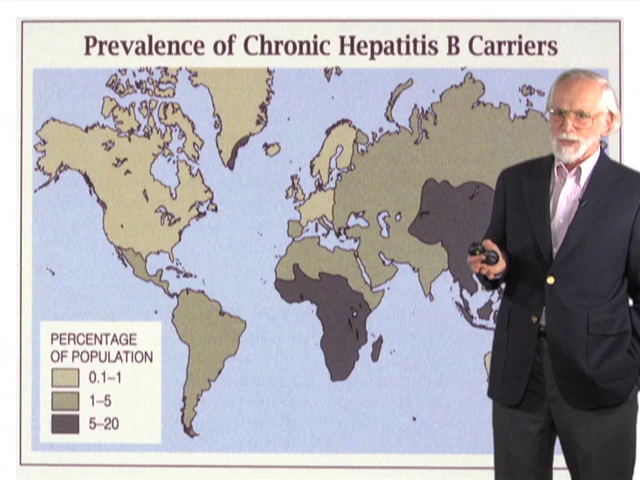 Prevalence of Chronic Hepatitis B Carriers
PERCENTAGE
OF POPULATION
0.1–1
1–5
5–20